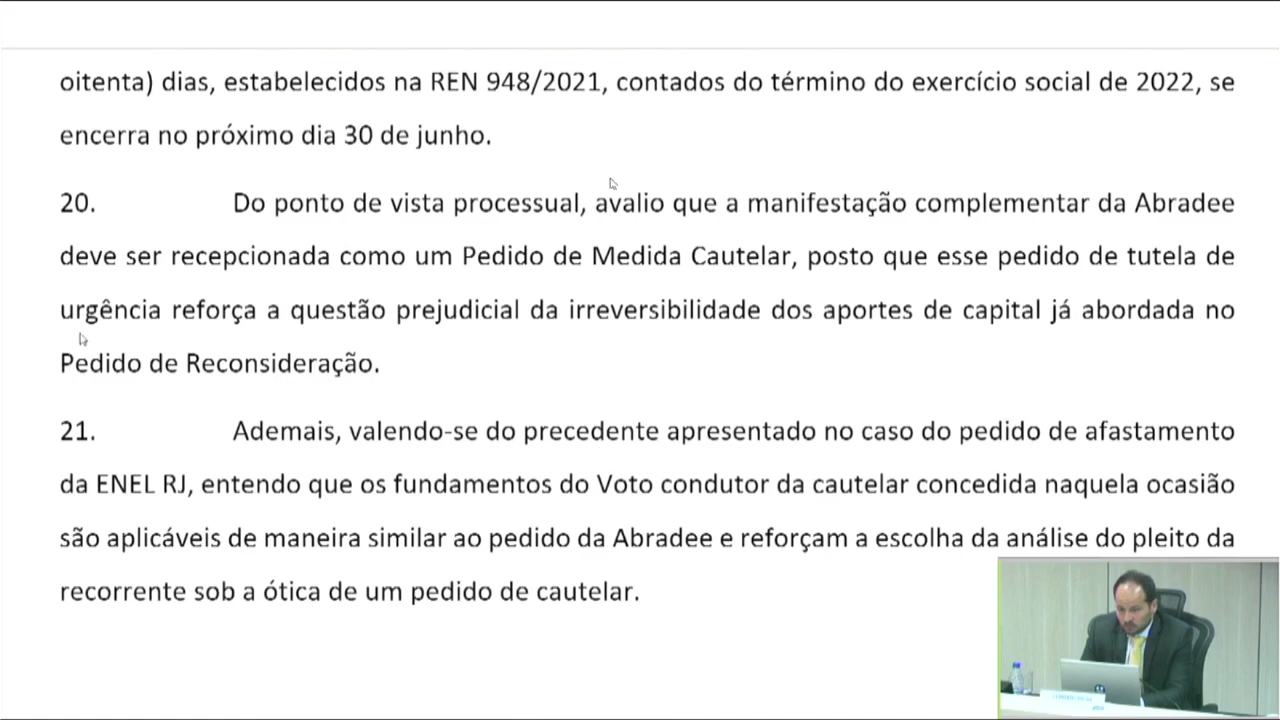 oitenta) dias, estabelecidos na REN 948/2021, contados do término do exercício social de 2022, se
encerra no próximo dia 30 de junho.
20. Do ponto de vista processual, avalio que a manifestação complementar da Abradee
deve ser recepcionada como um Pedido de Medida Cautelar, posto que esse pedido de tutela de
urgência reforça a questão prejudicial da irreversibilidade dos aportes de capital já abordada no
Pedido de Reconsideração.
21. Ademais, valendo-se do precedente apresentado no caso do pedido de afastamento
da ENEL RJ, entendo que os fundamentos do Voto condutor da cautelar concedida naquela ocasião
são aplicáveis de maneira similar ao pedido da Abradee e reforçam a escolha da análise do pleito da
recorrente sob a ótica de um pedido de cautelar.